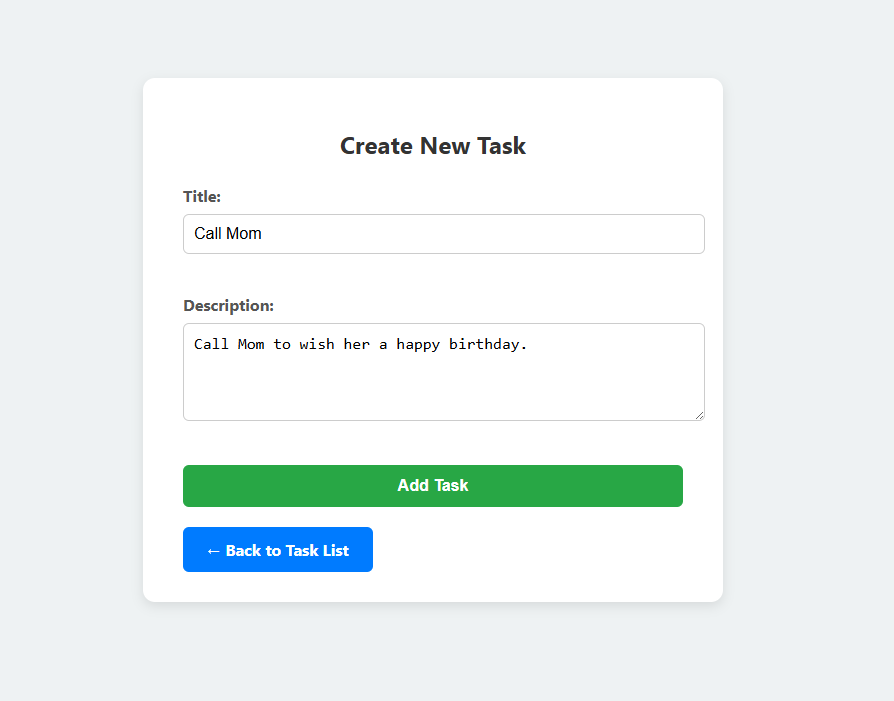 Create New Task
Title:
Call Mom
Description:
Call Mom to wish her a happy birthday.
Add Task
← Back to Task List